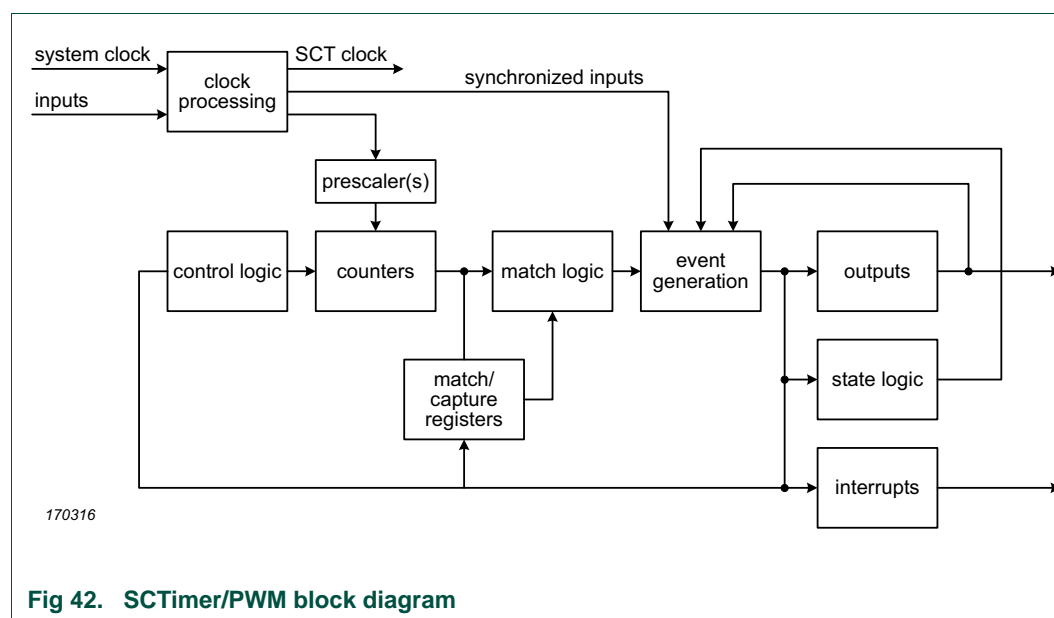 system clock
SCT clock
inputs
clock
processing
synchronized inputs
prescaler(s)
control logic
counters
match logic
event
generation
outputs
match/
capture
registers
state logic
interrupts
170316
Fig 42. SCTimer/PWM block diagram